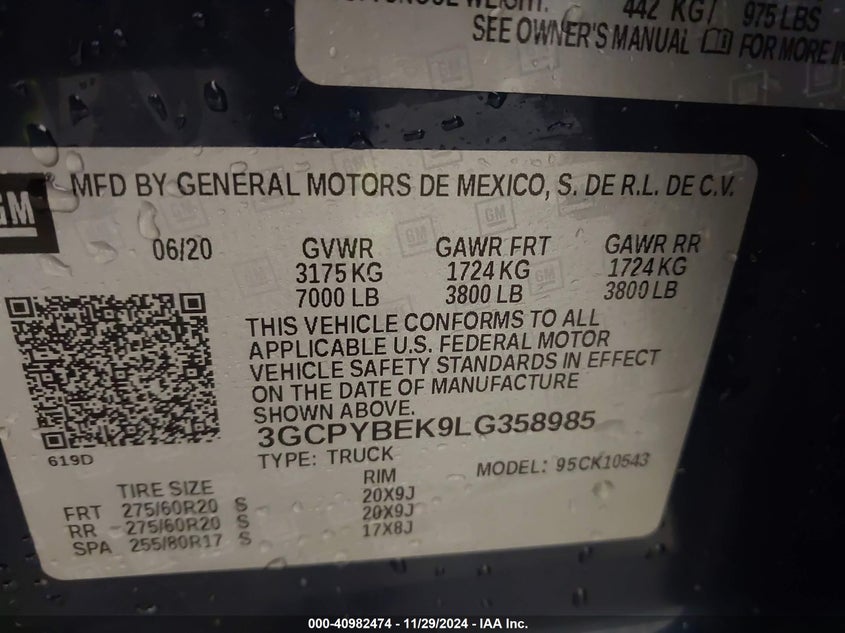 442 KG / 975 LBS
SEE OWNER'S MANUAL FOR MORE
GM
MFD BY GENERAL MOTORS DE MEXICO, S. DE R.L. DE C.V.
06/20 GVWR GAWR FRT GAWR RR
3175 KG 1724 KG 1724 KG
7000 LB 3800 LB 3800 LB
THIS VEHICLE CONFORMS TO ALL
APPLICABLE U.S. FEDERAL MOTOR
VEHICLE SAFETY STANDARDS IN EFFECT
ON THE DATE OF MANUFACTURE
SHOWN ABOVE.
3GCPYBEK9LG358985
619D
TYPE: TRUCK MODEL: 95CK10543
TIRE SIZE RIM
FRT 275/60R20 S 20X9J
RR 275/60R20 S 20X9J
SPA 255/80R17 S 17X8J
000-40982474 | 11/29/2024 | IAA Inc.